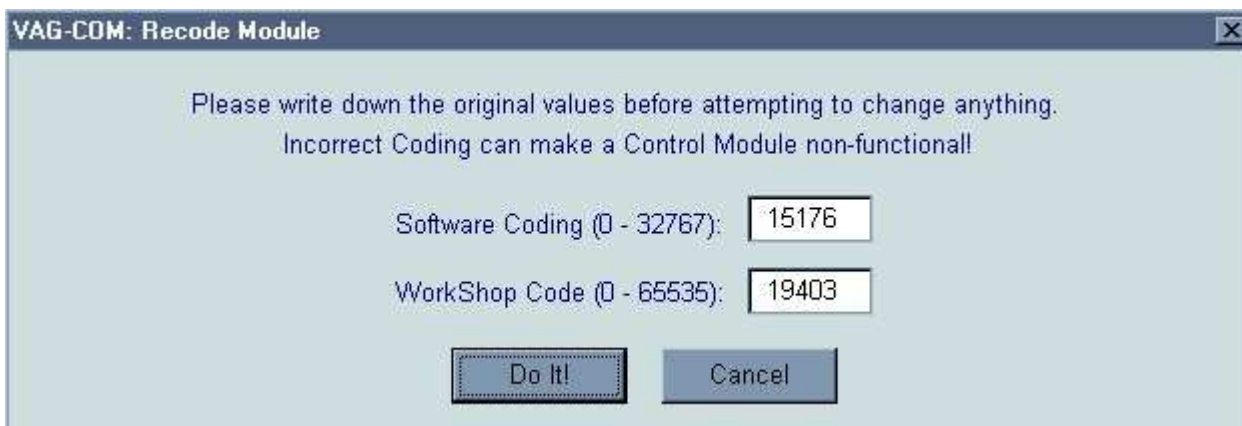 VAG-COM: Recode Module
Please write down the original values before attempting to change anything.
Incorrect Coding can make a Control Module non-functional!
Software Coding (0 - 32767): 15176
WorkShop Code (0 - 65535): 19403
Do It! Cancel